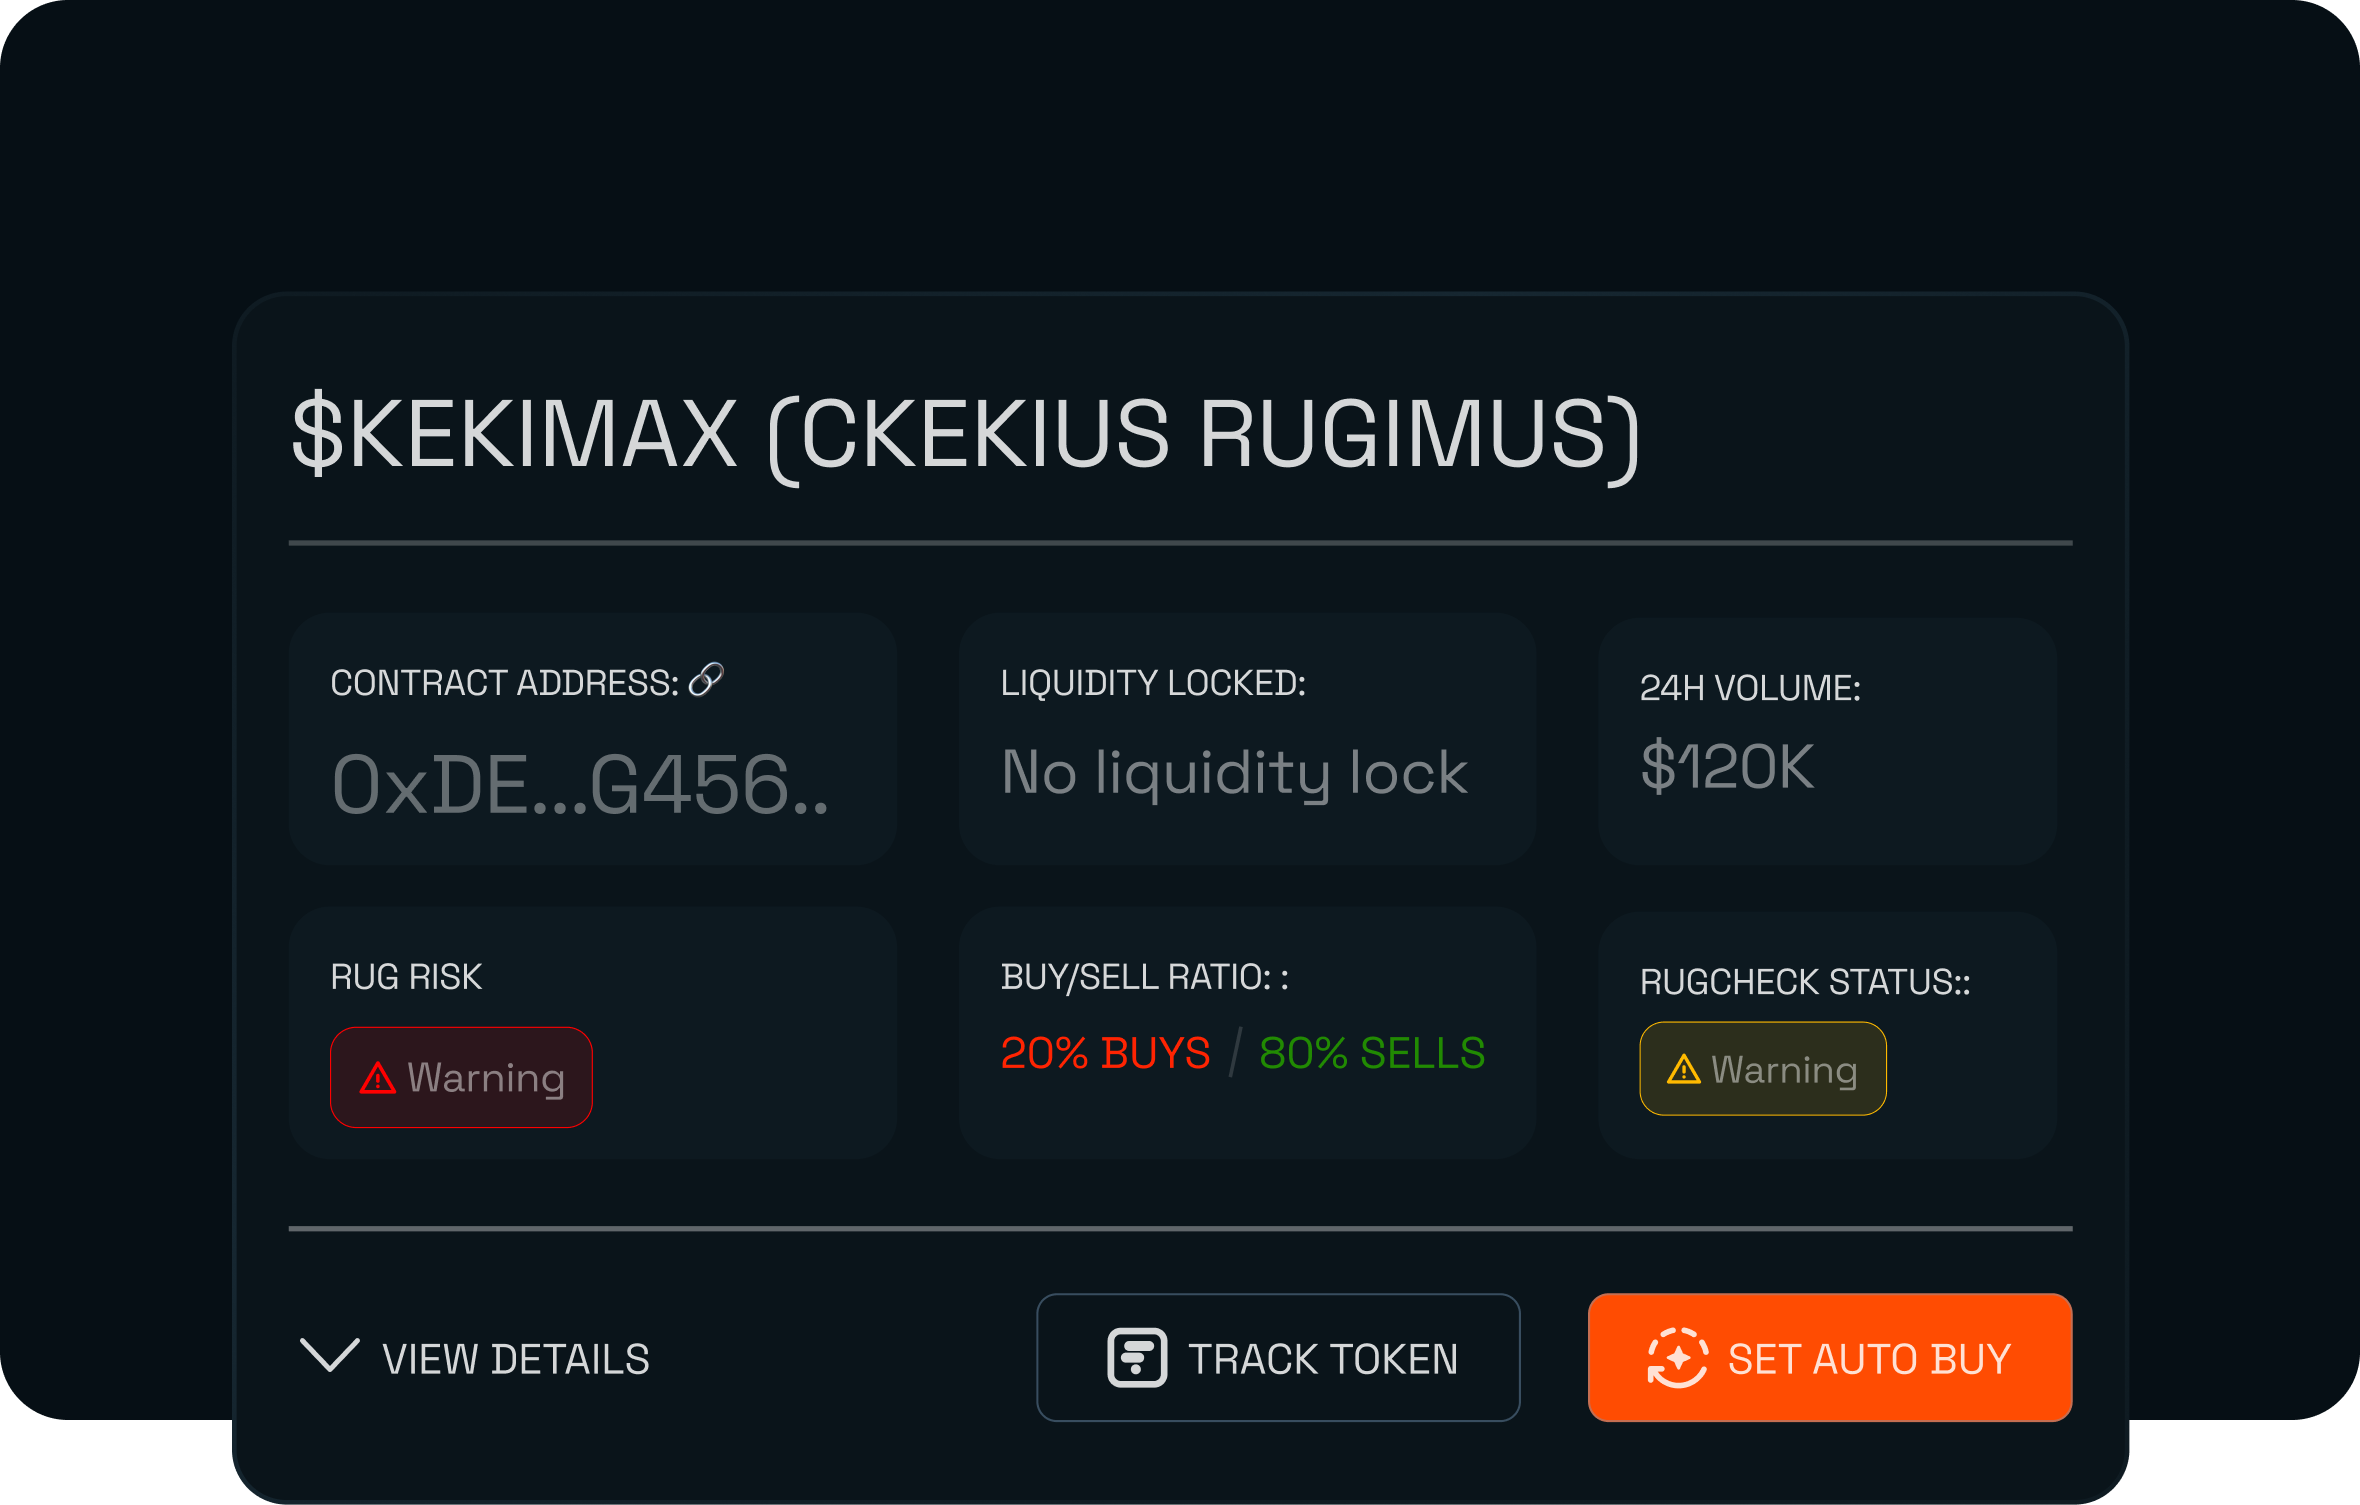 $KEKIMAX (CKEKIUS RUGIMUS)
CONTRACT ADDRESS: 🔗
0xDE...G456..
LIQUIDITY LOCKED:
No liquidity lock
24H VOLUME:
$120K
RUG RISK
Warning
BUY/SELL RATIO: :
20% BUYS / 80% SELLS
RUGCHECK STATUS::
Warning
VIEW DETAILS
TRACK TOKEN
SET AUTO BUY